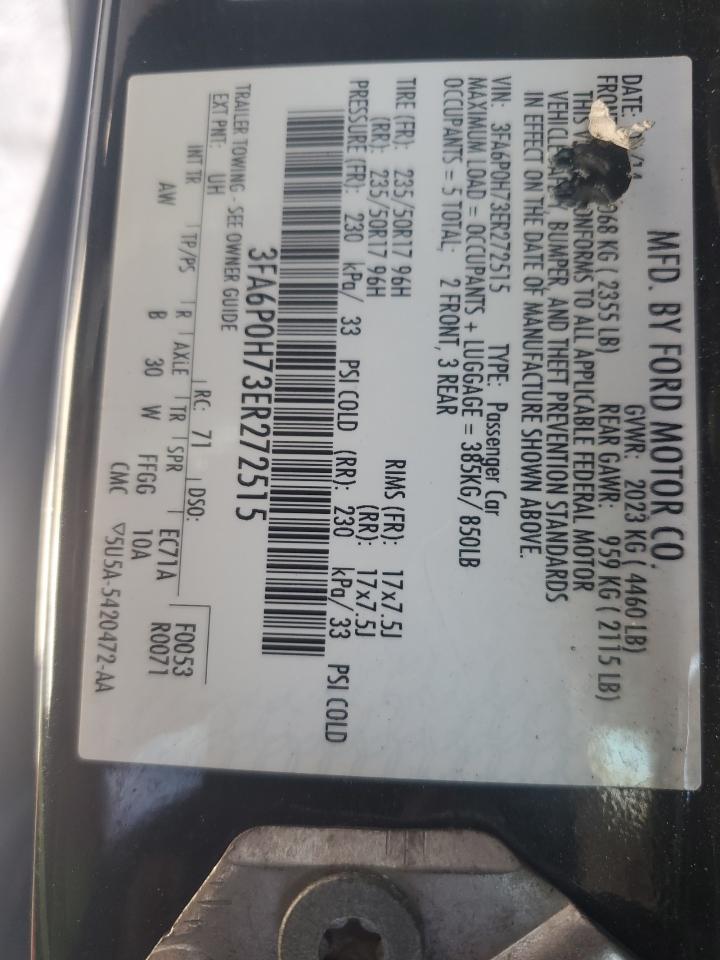 MFD. BY FORD MOTOR CO.
DATE: /14 GVWR: 2023 KG ( 4460 LB)
068 KG ( 2355 LB) REAR GAWR: 959 KG ( 2115 LB)
THIS CONFORMS TO ALL APPLICABLE FEDERAL MOTOR
VEHICLE BUMPER, AND THEFT PREVENTION STANDARDS
IN EFFECT ON THE DATE OF MANUFACTURE SHOWN ABOVE.
VIN: 3FA6P0H73ER272515 TYPE: Passenger Car
MAXIMUM LOAD = OCCUPANTS + LUGGAGE = 385KG/ 850LB
OCCUPANTS = 5 TOTAL: 2 FRONT, 3 REAR
TIRE (FR): 235/50R17 96H RIMS (FR): 17x7.5J
(RR): 235/50R17 96H (RR): 17x7.5J
PRESSURE (FR): 230 kPa/ 33 PSI COLD (RR): 230 kPa/ 33 PSI COLD
3FA6P0H73ER272515
TRAILER TOWING - SEE OWNER GUIDE
EXT PNT: UH RC: 71 DSO: F0053
R0071
INT TR TP/PS R AXLE TR SPR EC71A
AW B 30 W FFGG 10A
CMC ▽5U5A-5420472-AA